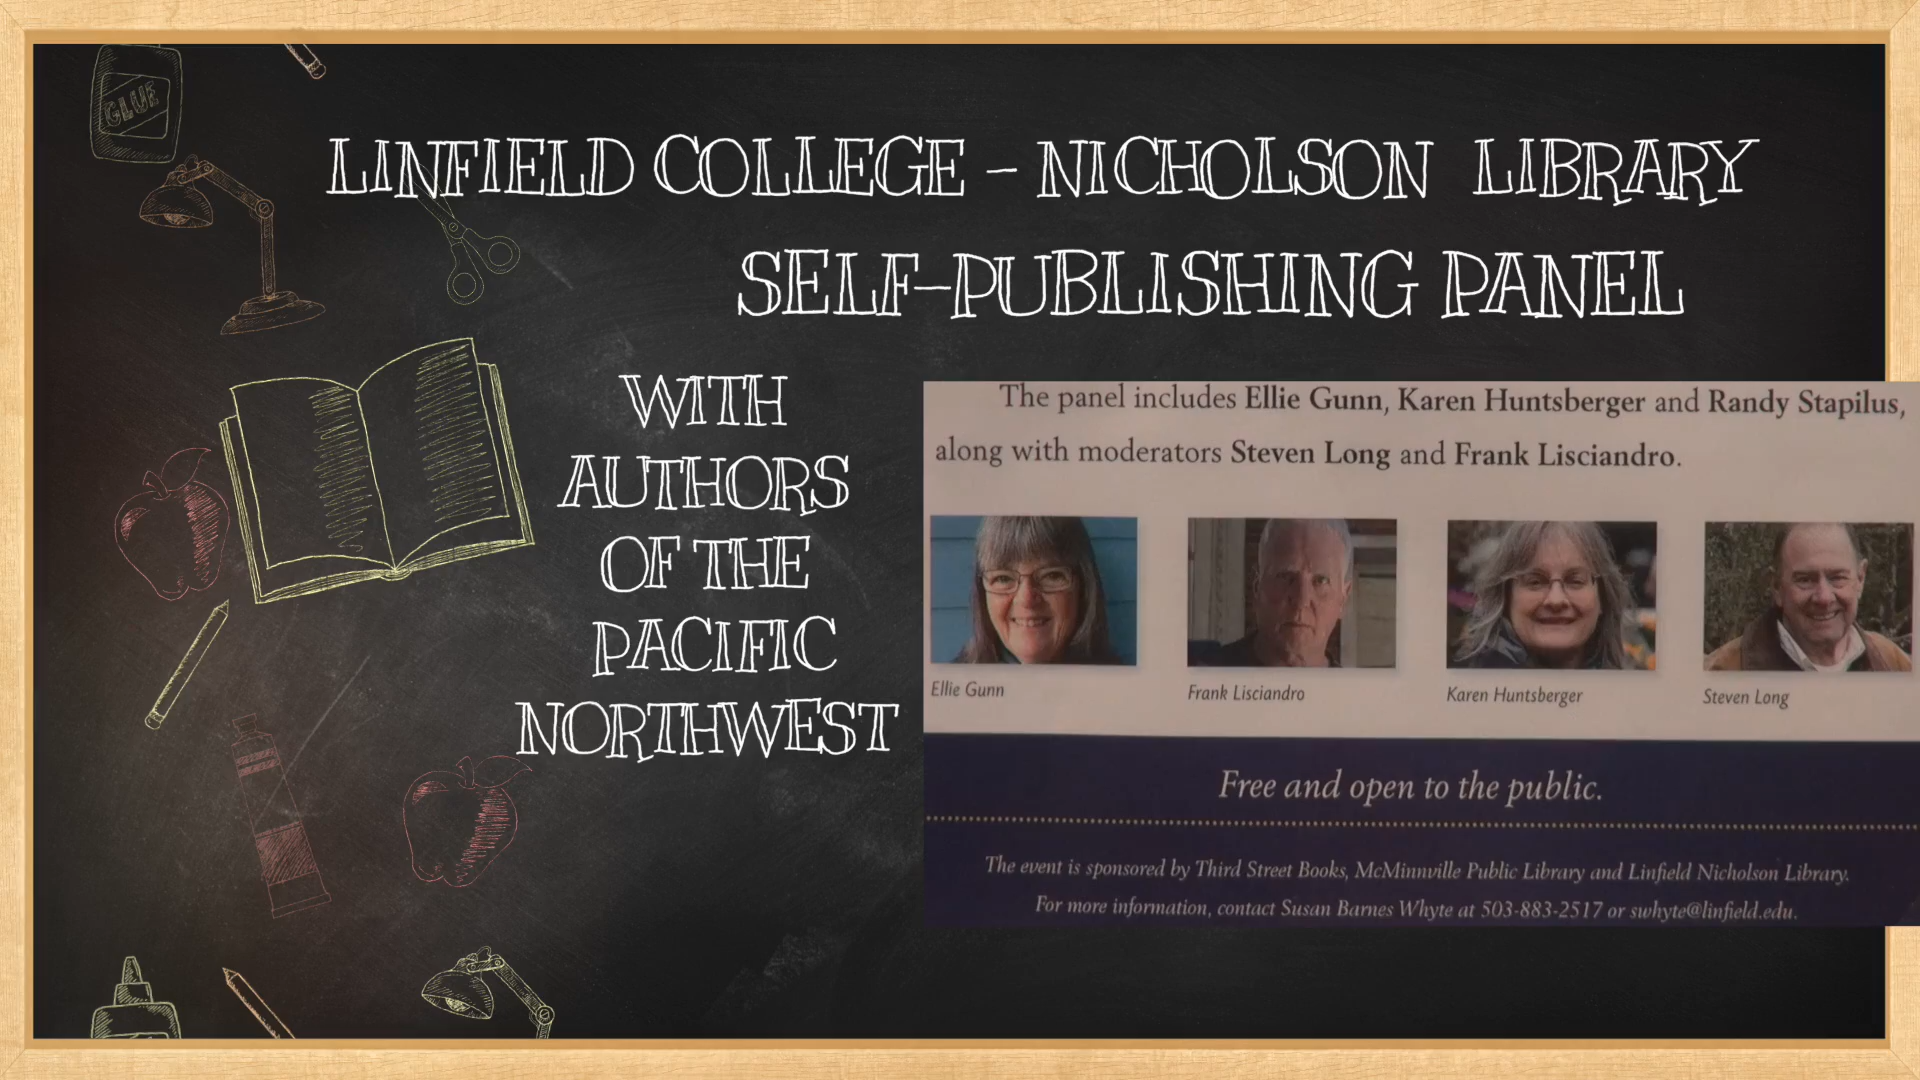 GLUE
LINFIELD COLLEGE - NICHOLSON LIBRARY
SELF-PUBLISHING PANEL
WITH
AUTHORS
OF THE
PACIFIC
NORTHWEST
The panel includes Ellie Gunn, Karen Huntsberger and Randy Stapilus,
along with moderators Steven Long and Frank Lisciandro.
Ellie Gunn
Frank Lisciandro
Karen Huntsberger
Steven Long
Free and open to the public.
The event is sponsored by Third Street Books, McMinnville Public Library and Linfield Nicholson Library.
For more information, contact Susan Barnes Whyte at 503-883-2517 or swhyte@linfield.edu.